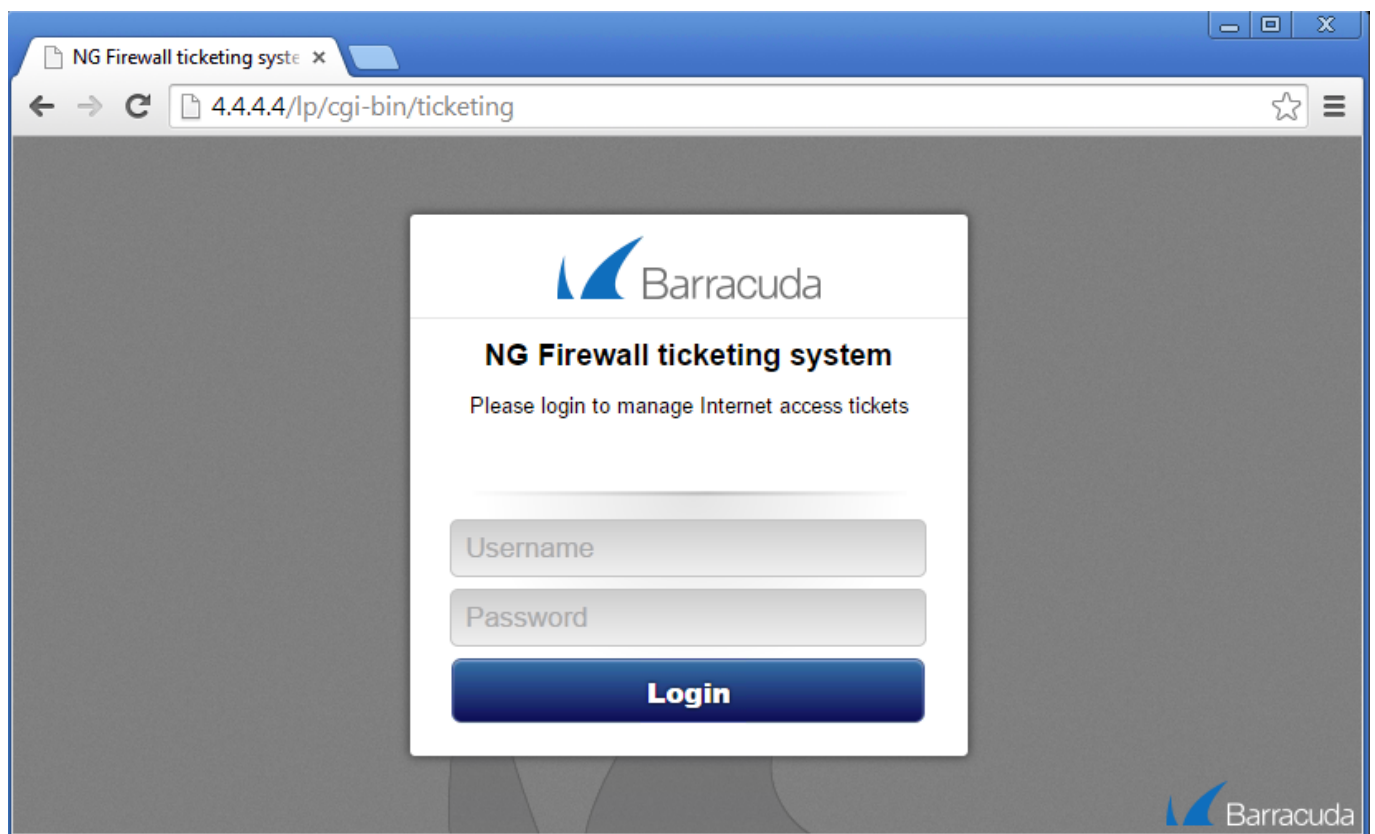 NG Firewall ticketing syste
4.4.4.4/lp/cgi-bin/ticketing
Barracuda
NG Firewall ticketing system
Please login to manage Internet access tickets
Username
Password
Login
Barracuda